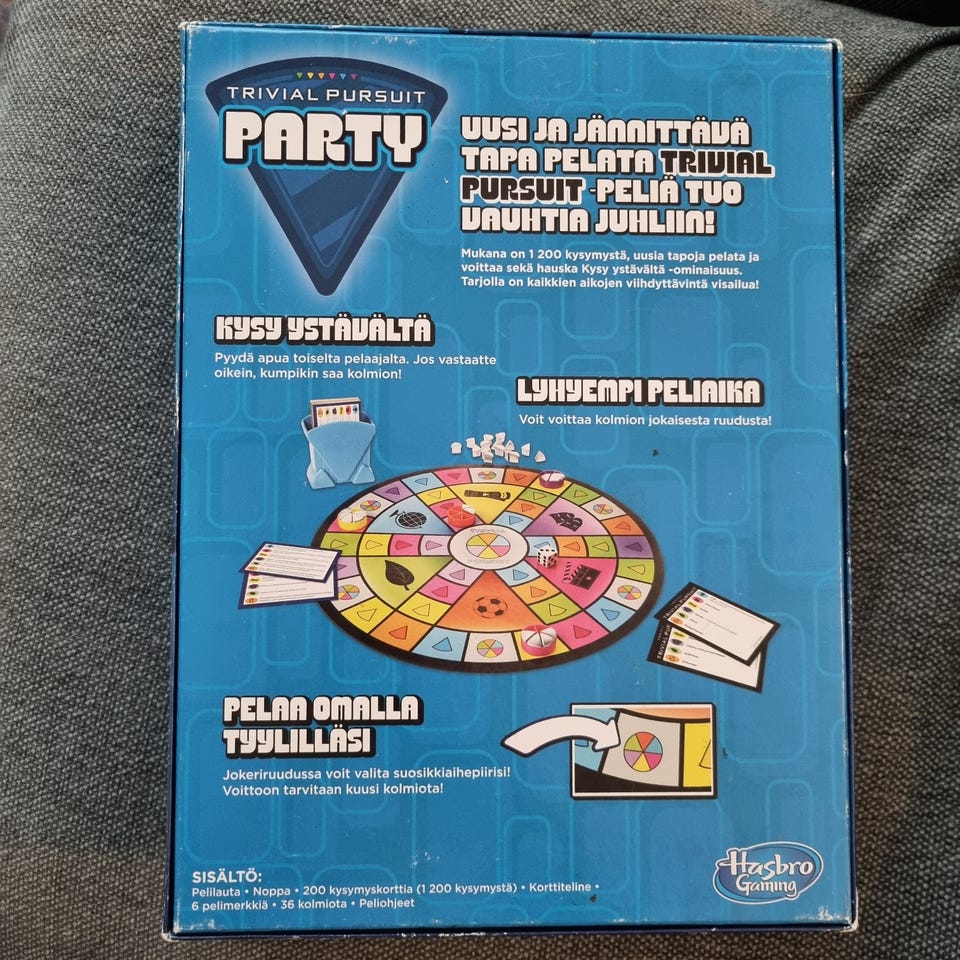 TRIVIAL PURSUIT
PARTY
UUSI JA JÄNNITTÄVÄ
TAPA PELATA TRIVIAL
PURSUIT -PELIÄ TUO
VAUHTIA JUHLIIN!
Mukana on 1 200 kysymystä, uusia tapoja pelata ja
voittaa sekä hauska Kysy ystävältä -ominaisuus.
Tarjolla on kaikkien aikojen viihdyttävintä visailua!
KYSY YSTÄVÄLTÄ
Pyydä apua toiselta pelaajalta. Jos vastaatte
oikein, kumpikin saa kolmion!
LYHYEMPI PELIAIKA
Voit voittaa kolmion jokaisesta ruudusta!
PELAA OMALLA
TYYLILLÄSI
Jokeriruudussa voit valita suosikkiaihepiirisi!
Voittoon tarvitaan kuusi kolmiota!
SISÄLTÖ:
Pelilauta • Noppa • 200 kysymyskorttia (1 200 kysymystä) • Korttiteline •
6 pelimerkkiä • 36 kolmiota • Peliohjeet
Hasbro
Gaming